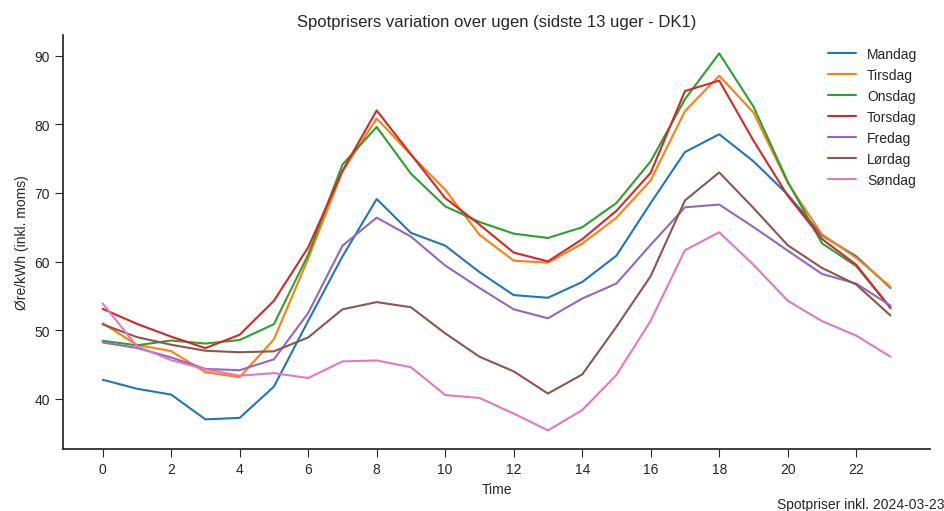 Spotprisers variation over ugen (sidste 13 uger - DK1)
90
80
70
60
50
40
Øre/kWh (inkl. moms)
Mandag
Tirsdag
Onsdag
Torsdag
Fredag
Lørdag
Søndag
0 2 4 6 8 10 12 14 16 18 20 22
Time
Spotpriser inkl. 2024-03-23